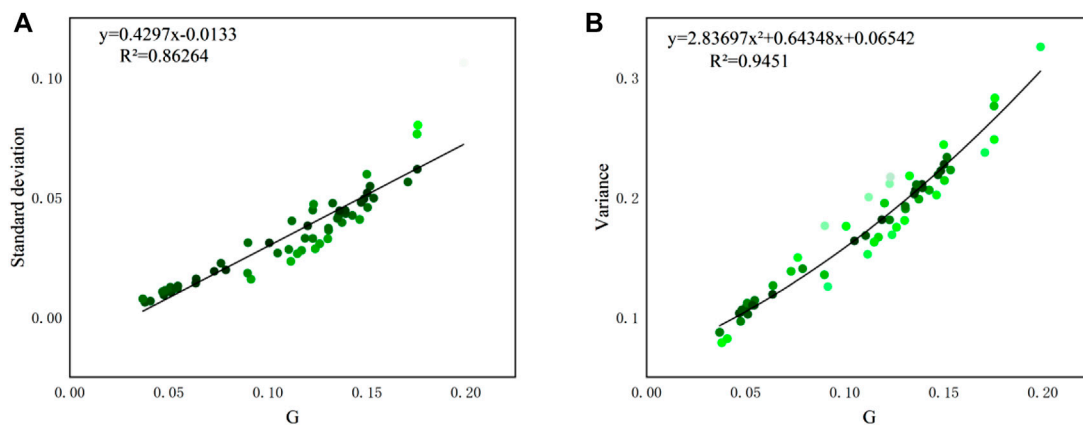 A
y=0.4297x-0.0133
R²=0.86264
0.10
0.05
0.00
Standard deviation
0.00
0.05
0.10
0.15
0.20
G
B
y=2.83697x²+0.64348x+0.06542
R²=0.9451
0.3
0.2
0.1
Variance
0.00
0.05
0.10
0.15
0.20
G